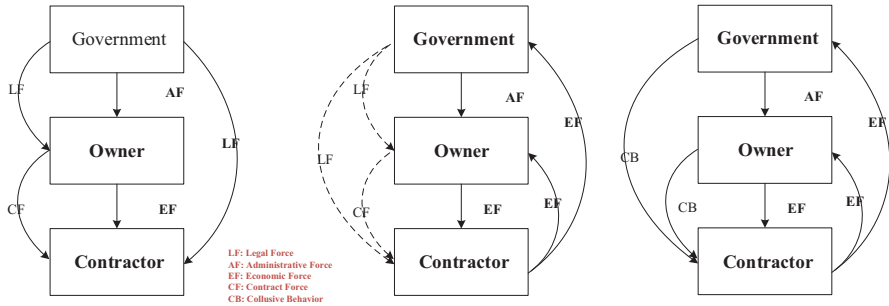 Government
LF
AF
LF
Owner
CF
EF
Contractor
Government
LF
AF
EF
LF
Owner
CF
EF
EF
Contractor
Government
AF
EF
CB
Owner
CB
EF
EF
Contractor
LF: Legal Force
AF: Administrative Force
EF: Economic Force
CF: Contract Force
CB: Collusive Behavior